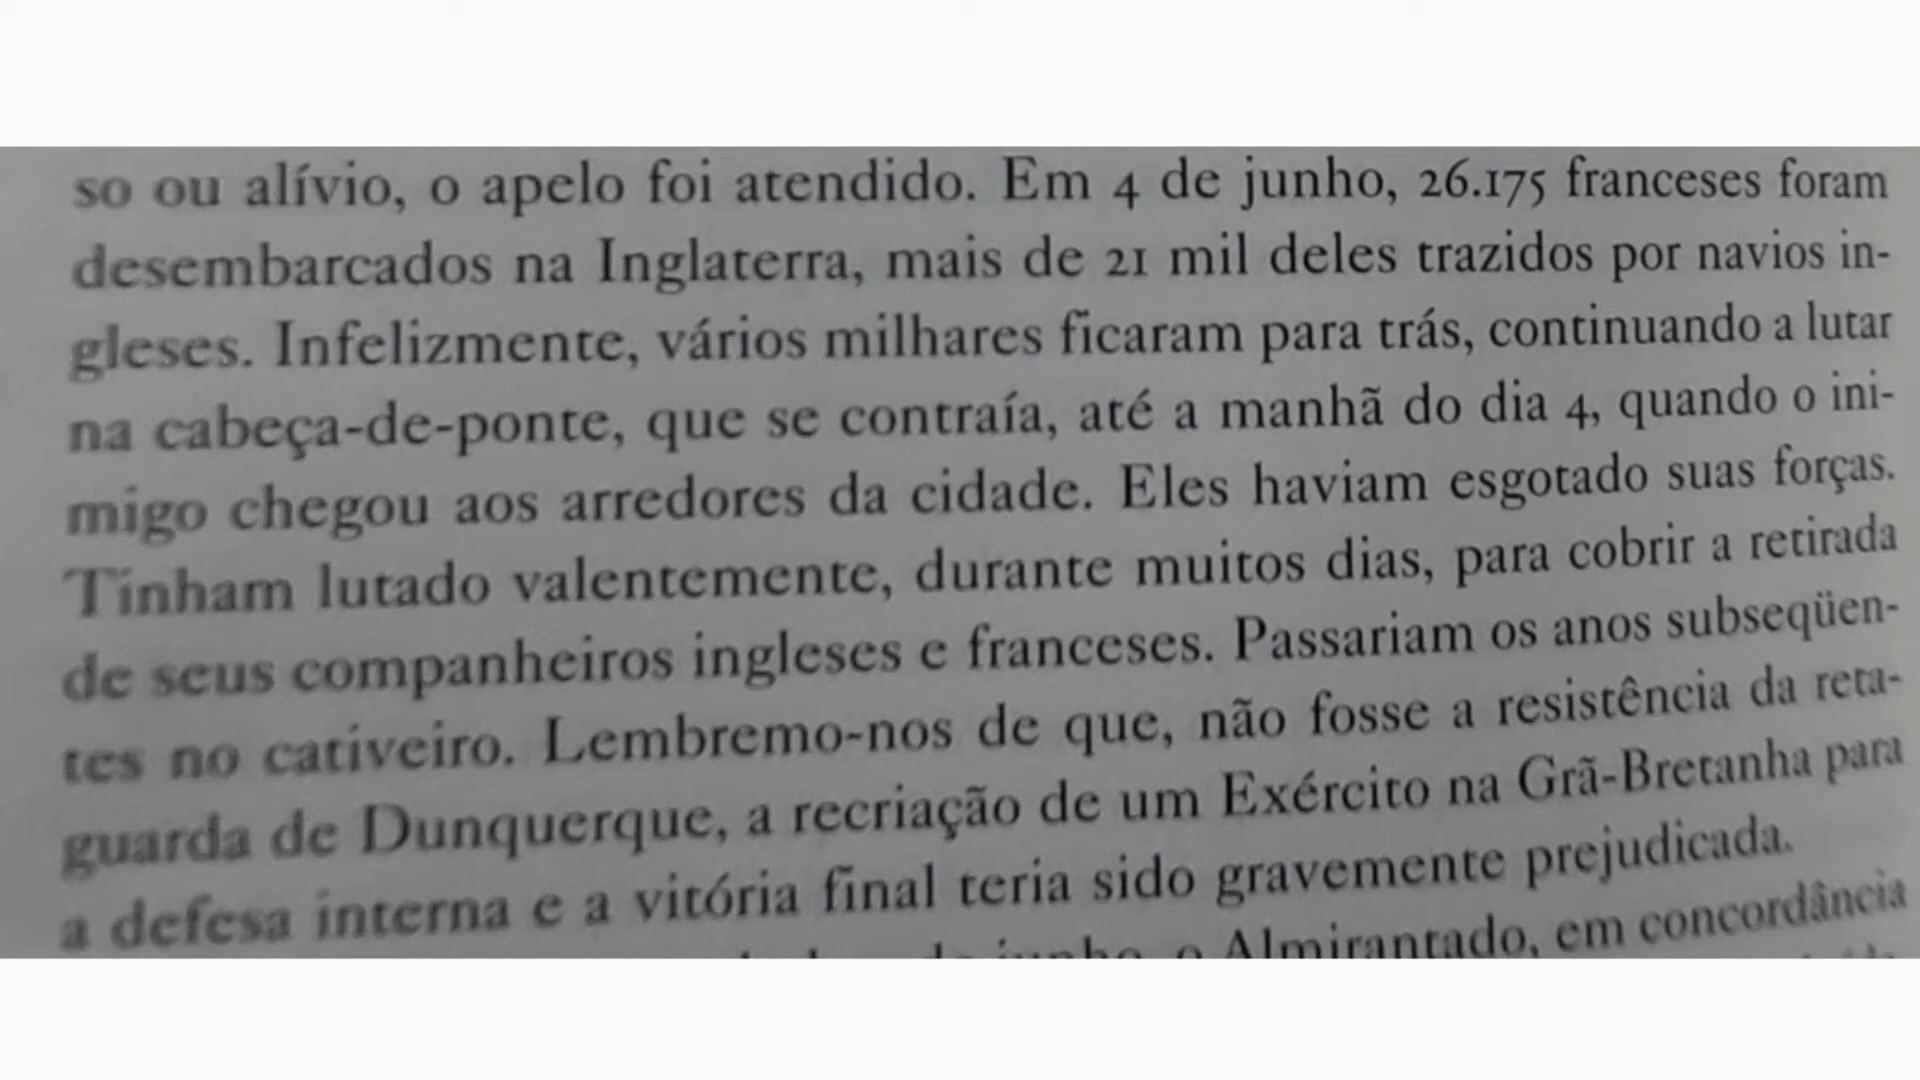 so ou alívio, o apelo foi atendido. Em 4 de junho, 26.175 franceses foram
desembarcados na Inglaterra, mais de 21 mil deles trazidos por navios in-
gleses. Infelizmente, vários milhares ficaram para trás, continuando a lutar
na cabeça-de-ponte, que se contraía, até a manhã do dia 4, quando o ini-
migo chegou aos arredores da cidade. Eles haviam esgotado suas forças.
Tinham lutado valentemente, durante muitos dias, para cobrir a retirada
de seus companheiros ingleses e franceses. Passariam os anos subseqüen-
tes no cativeiro. Lembremo-nos de que, não fosse a resistência da reta-
guarda de Dunquerque, a recriação de um Exército na Grã-Bretanha para
a defesa interna e a vitória final teria sido gravemente prejudicada.
de junho, o Almirantado, em concordância